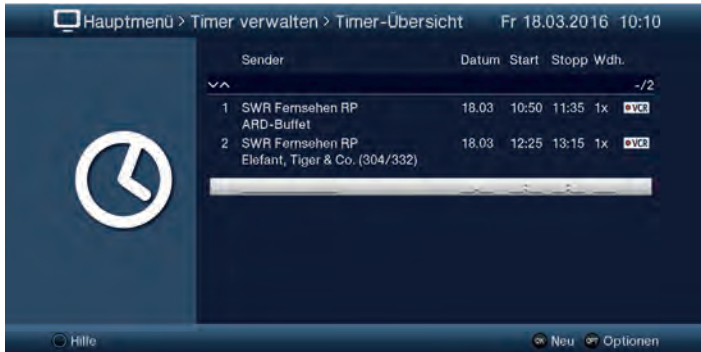 Hauptmenü > Timer verwalten > Timer-Übersicht Fr 18.03.2016 10:10
Sender Datum Start Stopp Wdh.
-/2
1 SWR Fernsehen RP 18.03 10:50 11:35 1x VCR
ARD-Buffet
2 SWR Fernsehen RP 18.03 12:25 13:15 1x VCR
Elefant, Tiger & Co. (304/332)
Hilfe OK Neu OPT Optionen